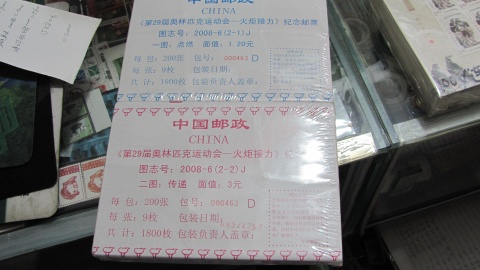 中国邮政
CHINA
《第29届奥林匹克运动会—火炬接力》纪念邮票
图志号：2008-6(2-1)J
一图：点燃 面值：1.20元
每 包：200张 包号：000463 D
每 张：9枚 包装日期：
共 计：1800枚 包装负责人盖章：
中国邮政
CHINA
《第29届奥林匹克运动会—火炬接力》纪念
图志号：2008-6(2-2)J
二图：传递 面值：3元
每 包：200张 包号：000463 D
每 张：9枚 包装日期：
共 计：1800枚 包装负责人盖章：